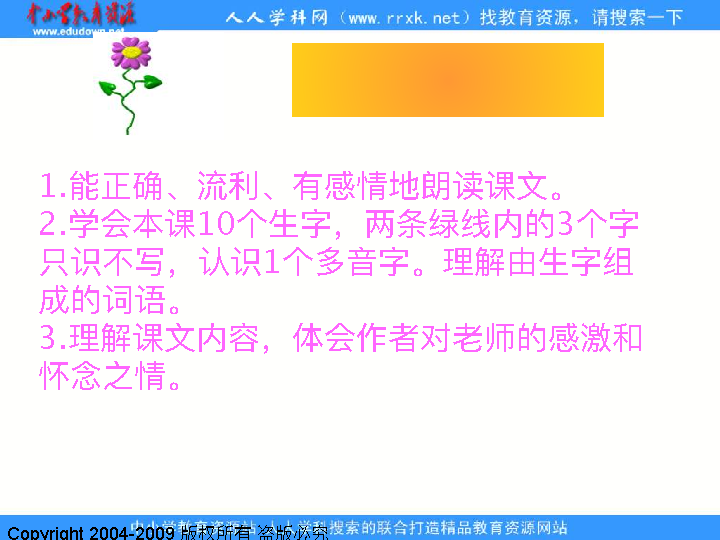 中小学教育资源
www.edudown.net
人人学科网（www.rrxk.net）找教育资源，请搜索一下
1.能正确、流利、有感情地朗读课文。
2.学会本课10个生字，两条绿线内的3个字
只识不写，认识1个多音字。理解由生字组
成的词语。
3.理解课文内容，体会作者对老师的感激和
怀念之情。
中小学教育资源站、人人学科搜索的联合打造精品教育资源网站
Copyright 2004-2009 版权所有 盗版必究